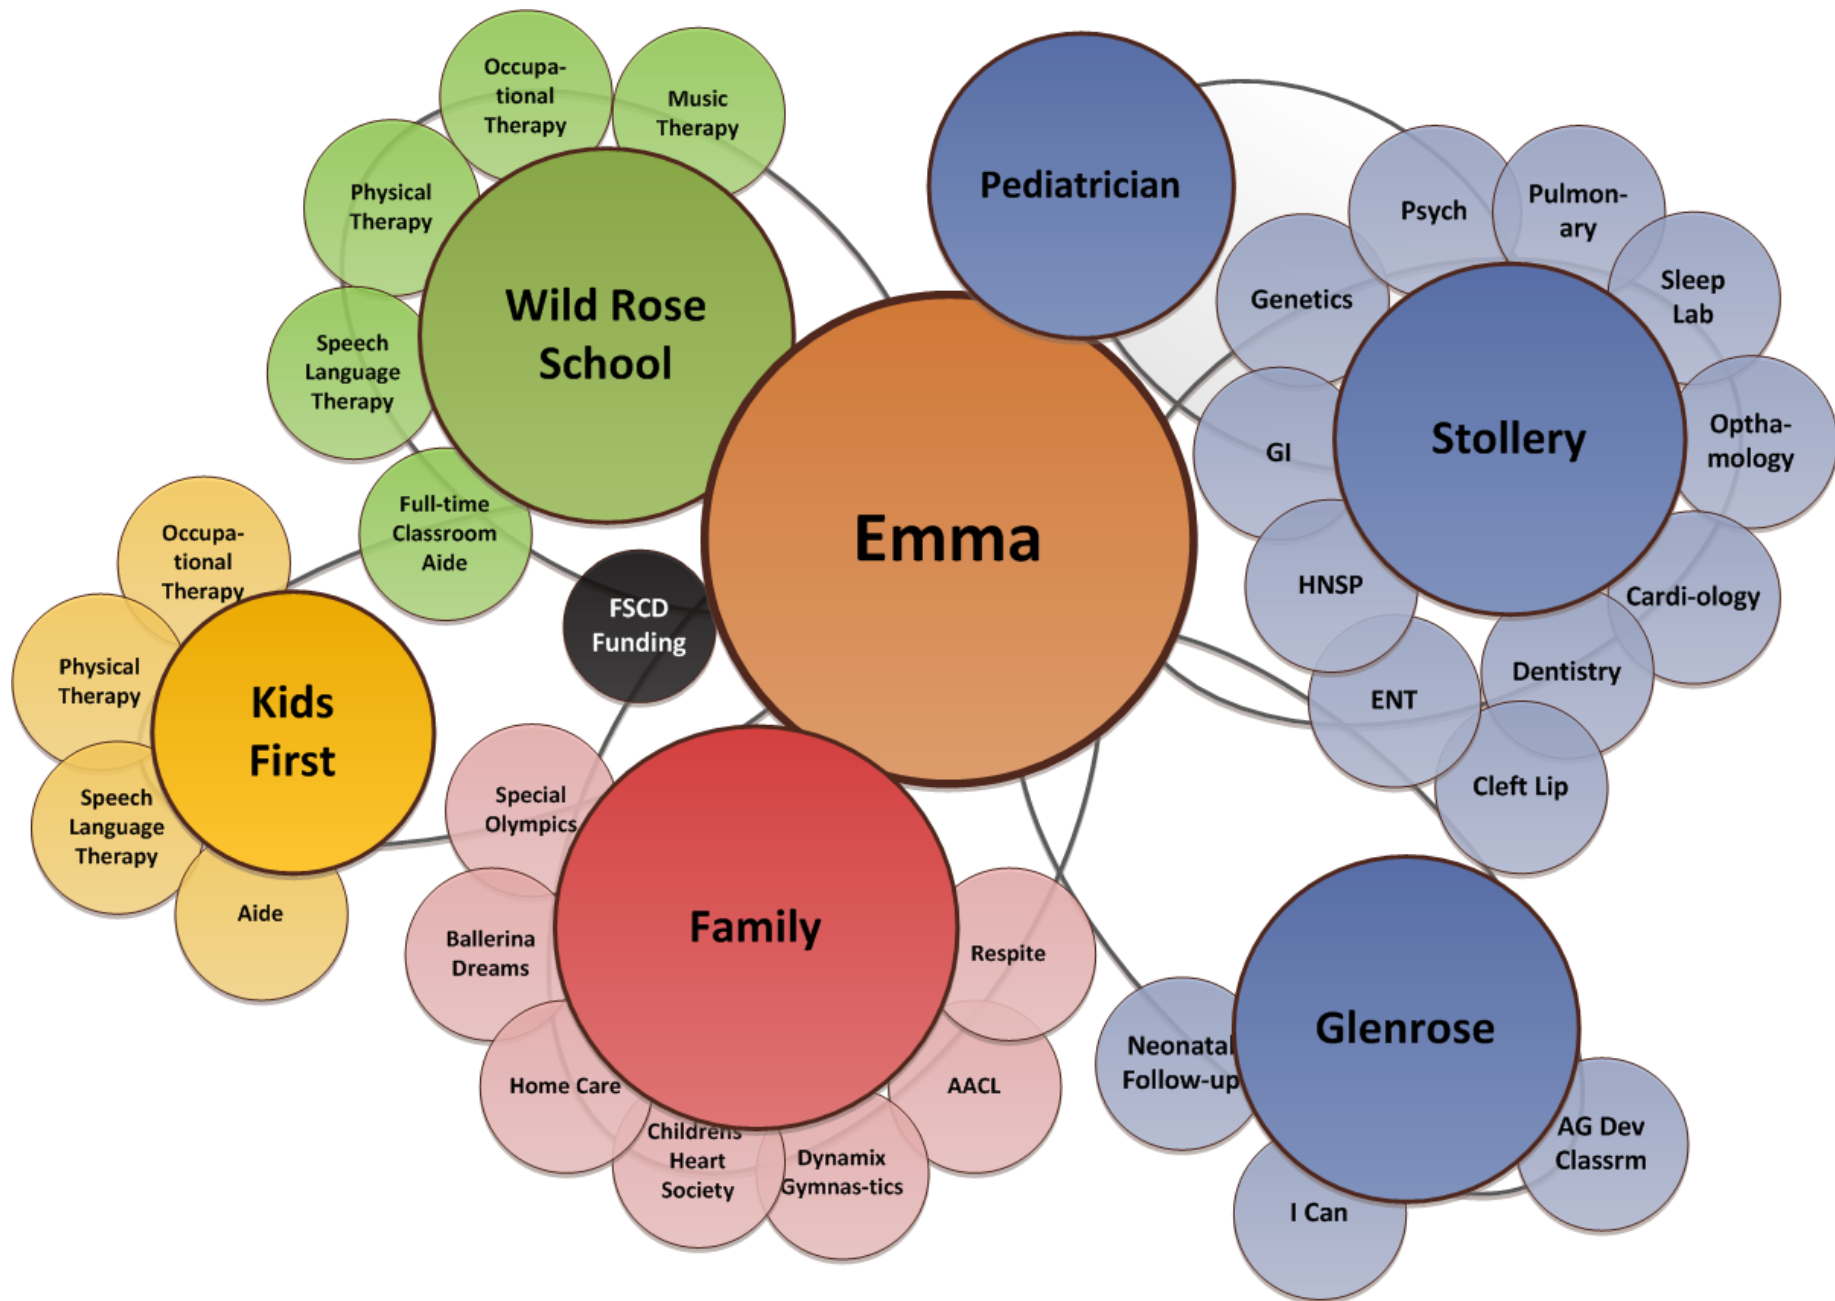 Occupa-
tional
Therapy
Music
Therapy
Physical
Therapy
Speech
Language
Therapy
Full-time
Classroom
Aide
Wild Rose
School
Pediatrician
Emma
Psych
Pulmon-
ary
Genetics
Sleep
Lab
GI
Stollery
Optha-
mology
HNSP
Cardi-ology
ENT
Dentistry
Cleft Lip
FSCD
Funding
Occupa-
tional
Therapy
Physical
Therapy
Kids
First
Speech
Language
Therapy
Aide
Special
Olympics
Family
Ballerina
Dreams
Respite
Home Care
AACL
Childrens
Heart
Society
Dynamix
Gymnas-tics
Glenrose
Neonatal
Follow-up
AG Dev
Classrm
I Can